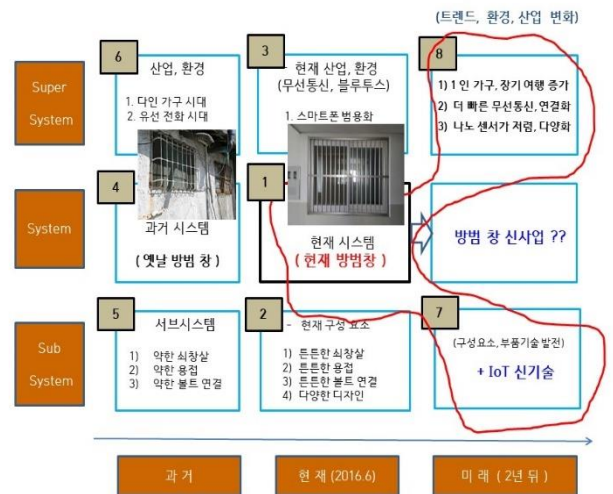 (트렌드, 환경, 산업 변화)
6
산업, 환경
1. 다인 가구 시대
2. 유선 전화 시대
3
- 현재 산업, 환경
(무선통신, 블루투스)
1. 스마트폰 범용화
8
1) 1인 가구, 장기 여행 증가
2) 더 빠른 무선통신, 연결화
3) 나노 센서가 저렴, 다양화
Super
System
4
과거 시스템
( 옛날 방범 창 )
1
현재 시스템
( 현재 방범창 )
방범 창 신사업 ??
System
5
서브시스템
1) 약한 쇠창살
2) 약한 용접
3) 약한 볼트 연결
2
- 현재 구성 요소
1) 튼튼한 쇠창살
2) 튼튼한 용접
3) 튼튼한 볼트 연결
4) 다양한 디자인
7
(구성요소, 부품기술 발전)
+ IoT 신기술
Sub
System
과 거
현 재 (2016.6)
미 래 ( 2년 뒤 )